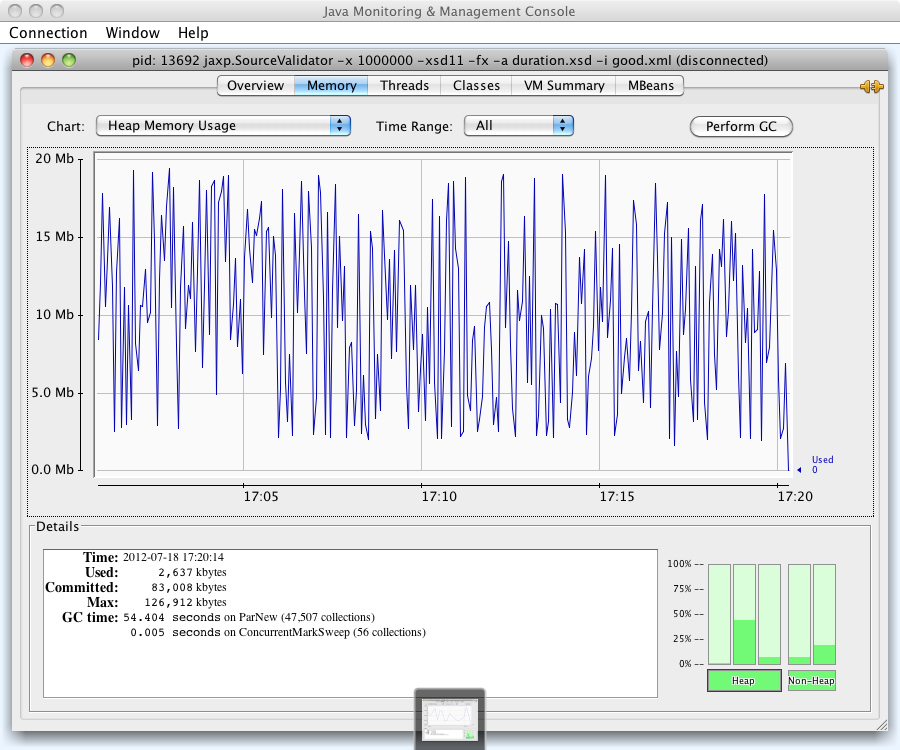 Java Monitoring & Management Console
Connection Window Help
pid: 13692 jaxp.SourceValidator -x 1000000 -xsd11 -fx -a duration.xsd -i good.xml (disconnected)
Overview Memory Threads Classes VM Summary MBeans
Chart: Heap Memory Usage Time Range: All Perform GC
20 Mb
15 Mb
10 Mb
5.0 Mb
0.0 Mb
Used
0
17:05 17:10 17:15 17:20
Details
Time: 2012-07-18 17:20:14
Used: 2,637 kbytes
Committed: 83,008 kbytes
Max: 126,912 kbytes
GC time: 54.404 seconds on ParNew (47,507 collections)
0.005 seconds on ConcurrentMarkSweep (56 collections)
100% --
75% --
50% --
25% --
0% --
Heap Non-Heap